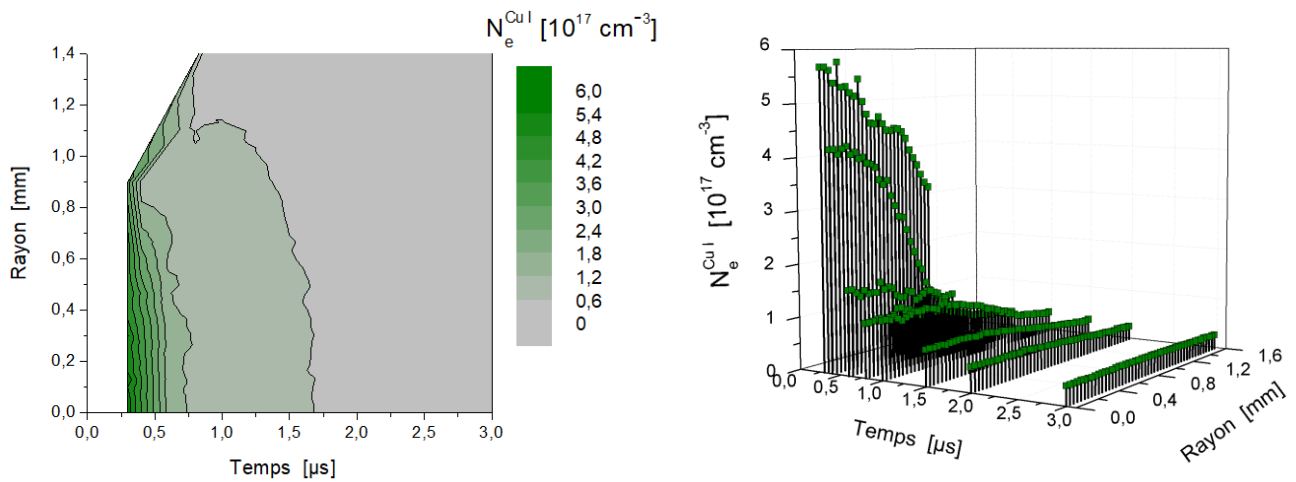 N_e^{Cu I} [10^{17} cm^{-3}]
1,4
1,2
1,0
0,8
0,6
0,4
0,2
0,0
Rayon [mm]
0,0 0,5 1,0 1,5 2,0 2,5 3,0
Temps [µs]
6,0
5,4
4,8
4,2
3,6
3,0
2,4
1,8
1,2
0,6
0
N_e^{Cu I} [10^{17} cm^{-3}]
6
5
4
3
2
1
0
0,0 0,5 1,0 1,5 2,0 2,5 3,0
Temps [µs]
0,0 0,4 0,8 1,2 1,6
Rayon [mm]